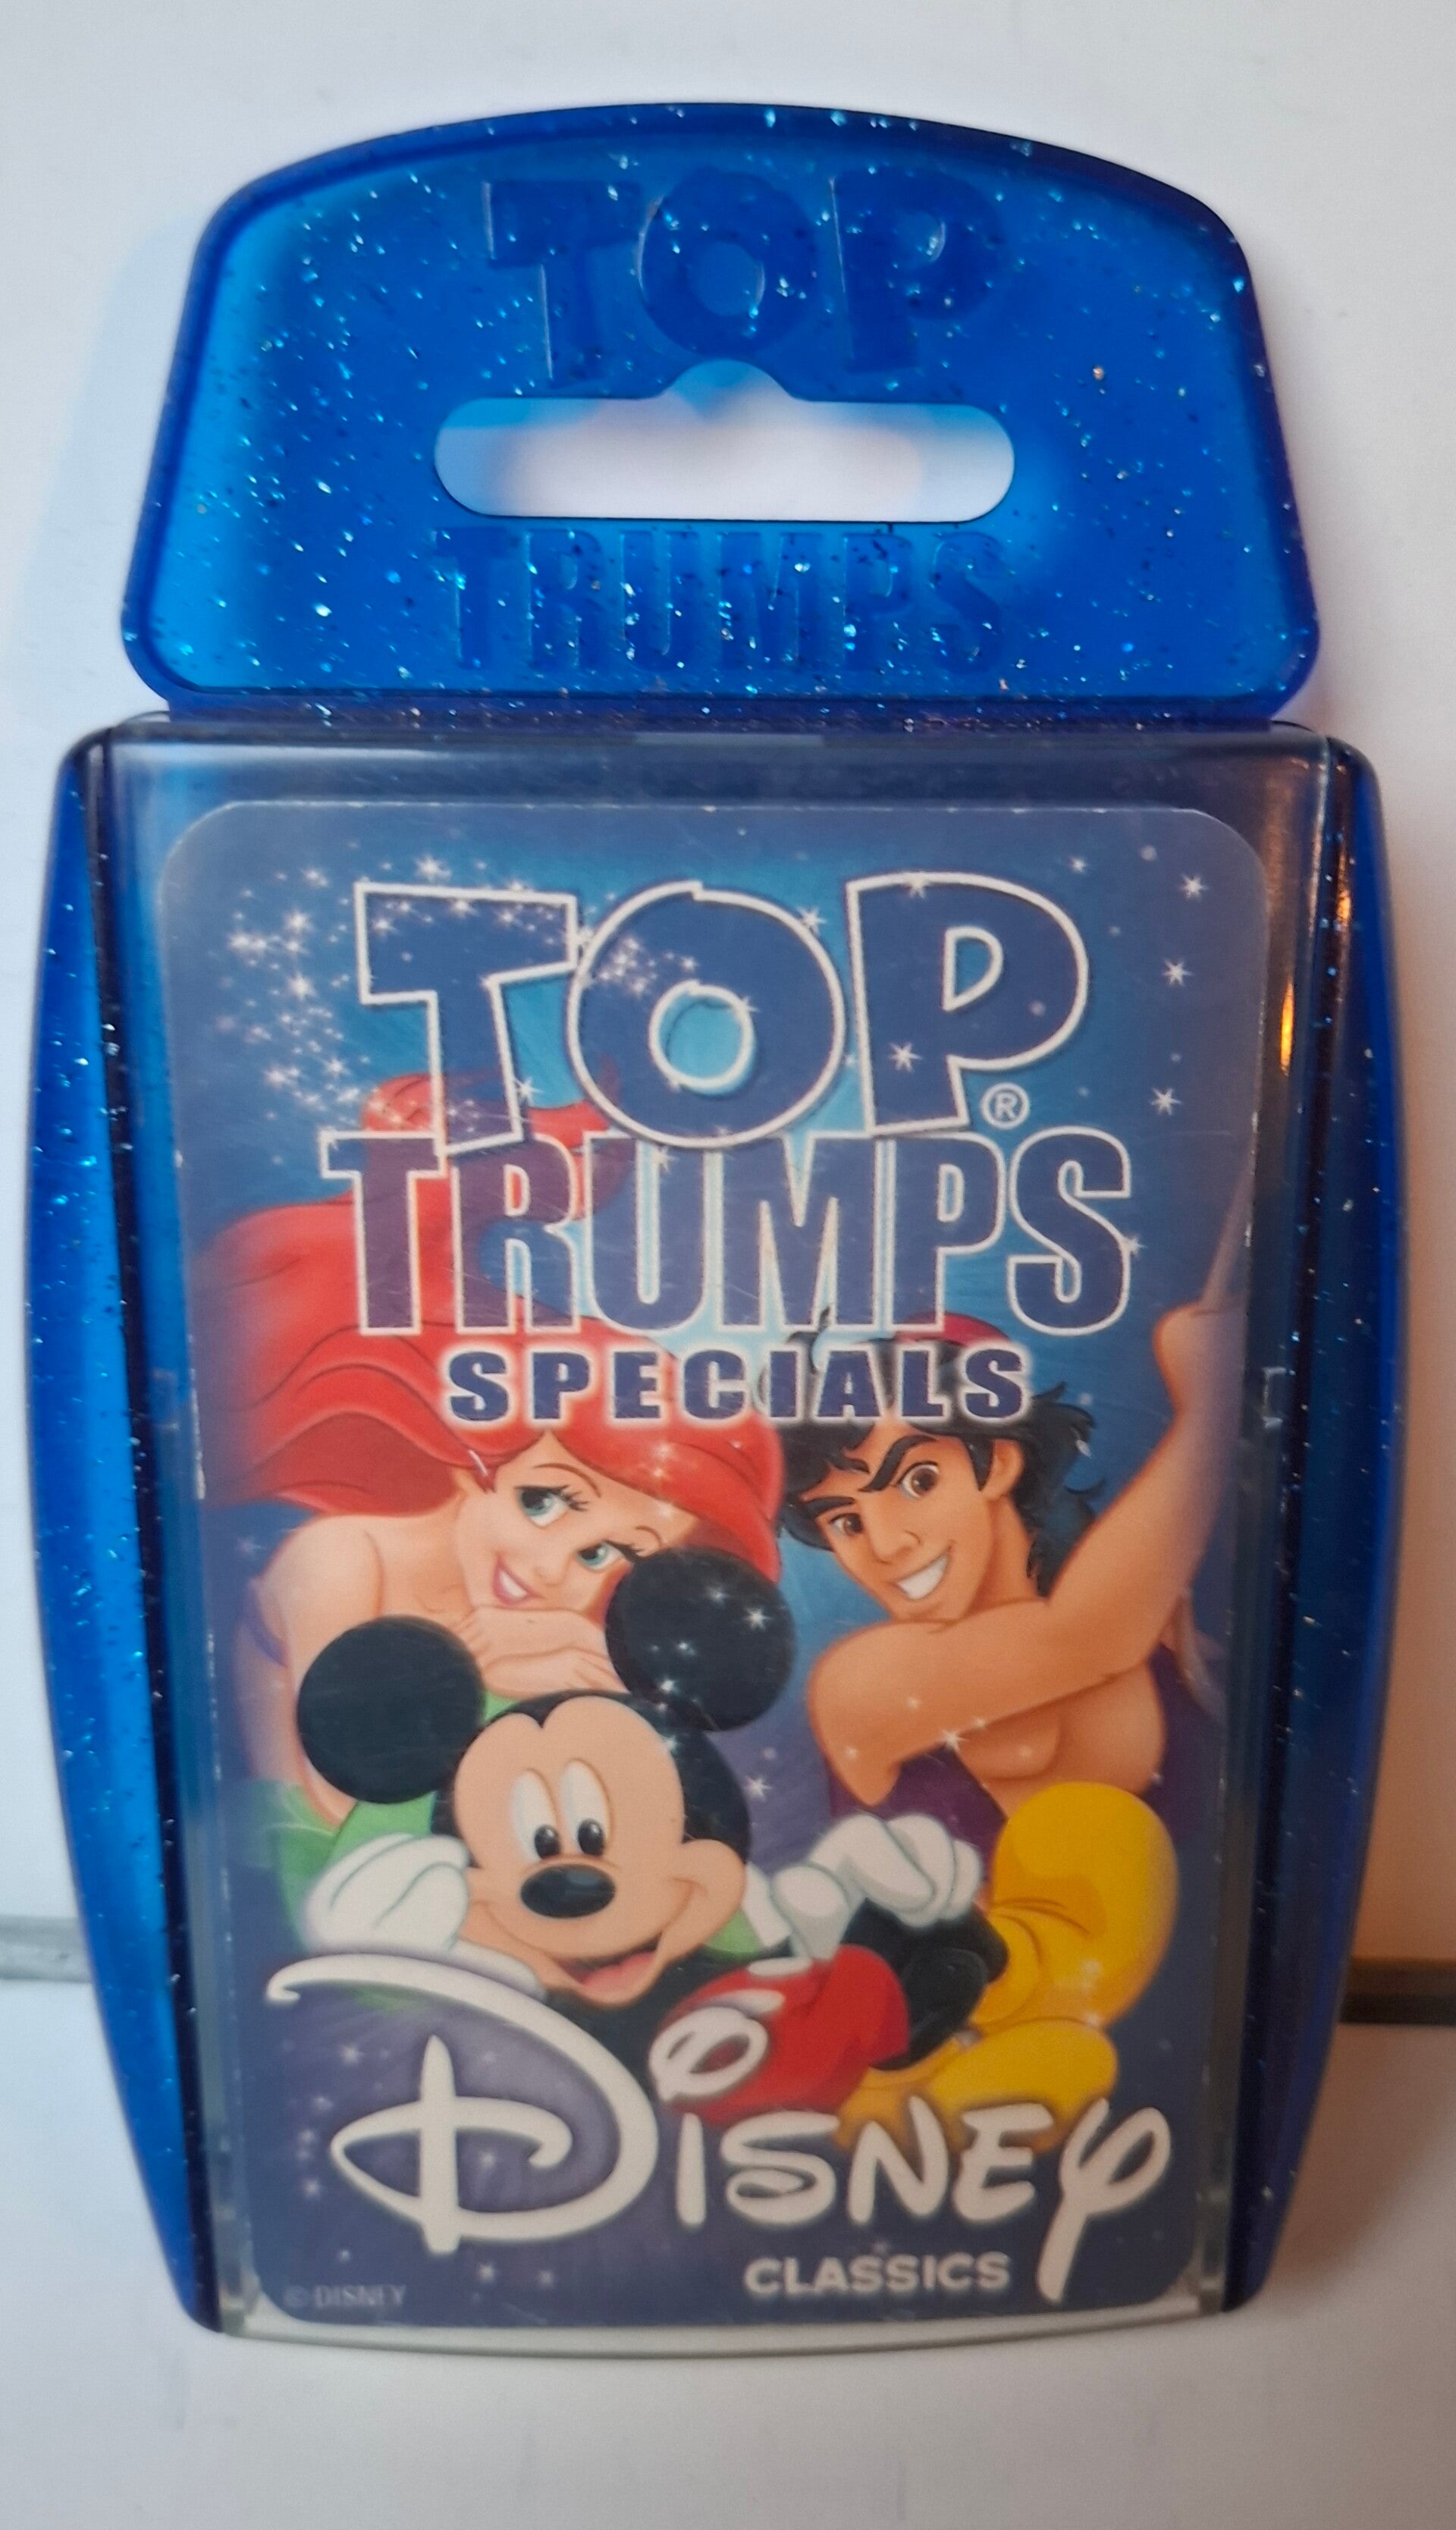 TOP
TRUMPS
TOP®
TRUMPS
SPECIALS
DISNEY
CLASSICS
© DISNEY